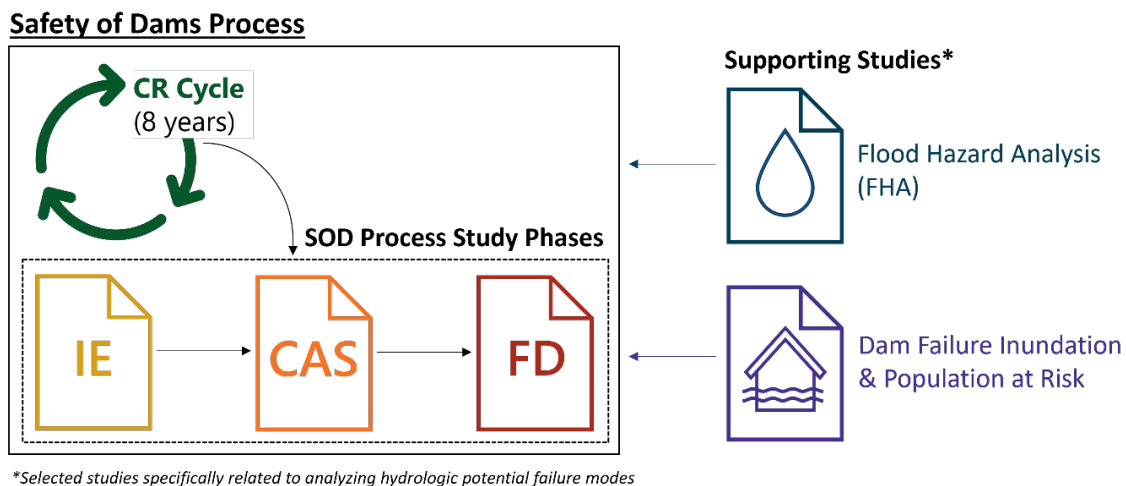 Safety of Dams Process
CR Cycle
(8 years)
SOD Process Study Phases
IE
CAS
FD
Supporting Studies*
Flood Hazard Analysis
(FHA)
Dam Failure Inundation
& Population at Risk
*Selected studies specifically related to analyzing hydrologic potential failure modes